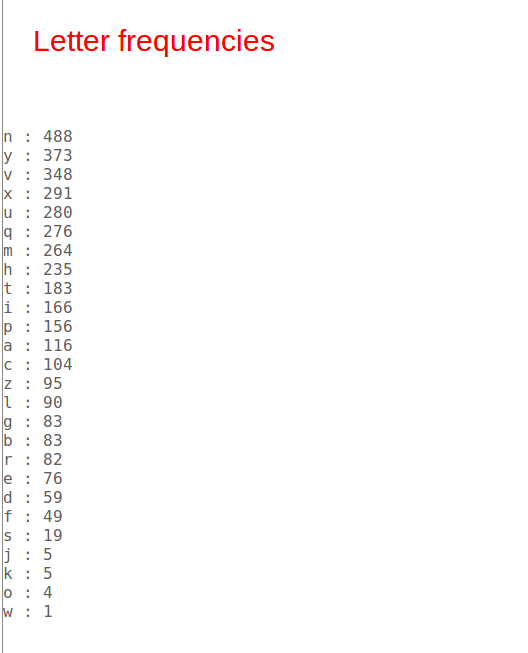 Letter frequencies
n : 488
y : 373
v : 348
x : 291
u : 280
q : 276
m : 264
h : 235
t : 183
i : 166
p : 156
a : 116
c : 104
z : 95
l : 90
g : 83
b : 83
r : 82
e : 76
d : 59
f : 49
s : 19
j : 5
k : 5
o : 4
w : 1